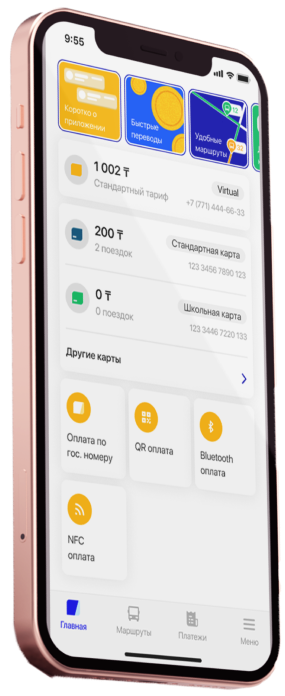 9:55
Коротко о
приложении
Быстрые
переводы
Удобные
маршруты
12
22
1 002 ₸
Virtual
Стандартный тариф
+7 (771) 444-66-33
200 ₸
Стандартная карта
2 поездок
123 3456 7890 123
0 ₸
Школьная карта
0 поездок
123 3446 7220 133
Другие карты
Оплата по
гос. номеру
QR оплата
Bluetooth
оплата
NFC
оплата
Главная
Маршруты
Платежи
Меню